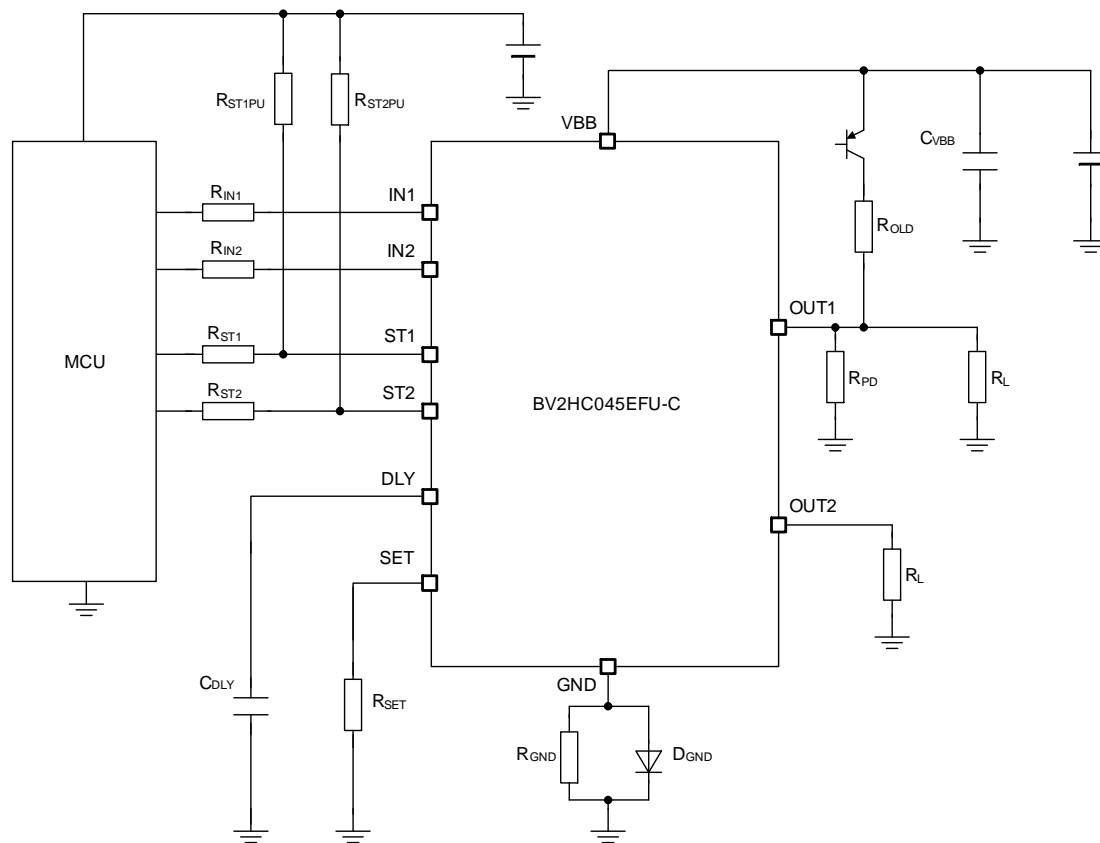 RST1PU
RST2PU
VBB
CVBB
RIN1
IN1
RIN2
IN2
ROLD
OUT1
RST1
ST1
MCU
RPD
RL
RST2
ST2
BV2HC045EFU-C
DLY
OUT2
SET
RL
CDLY
RSET
GND
RGND
DGND